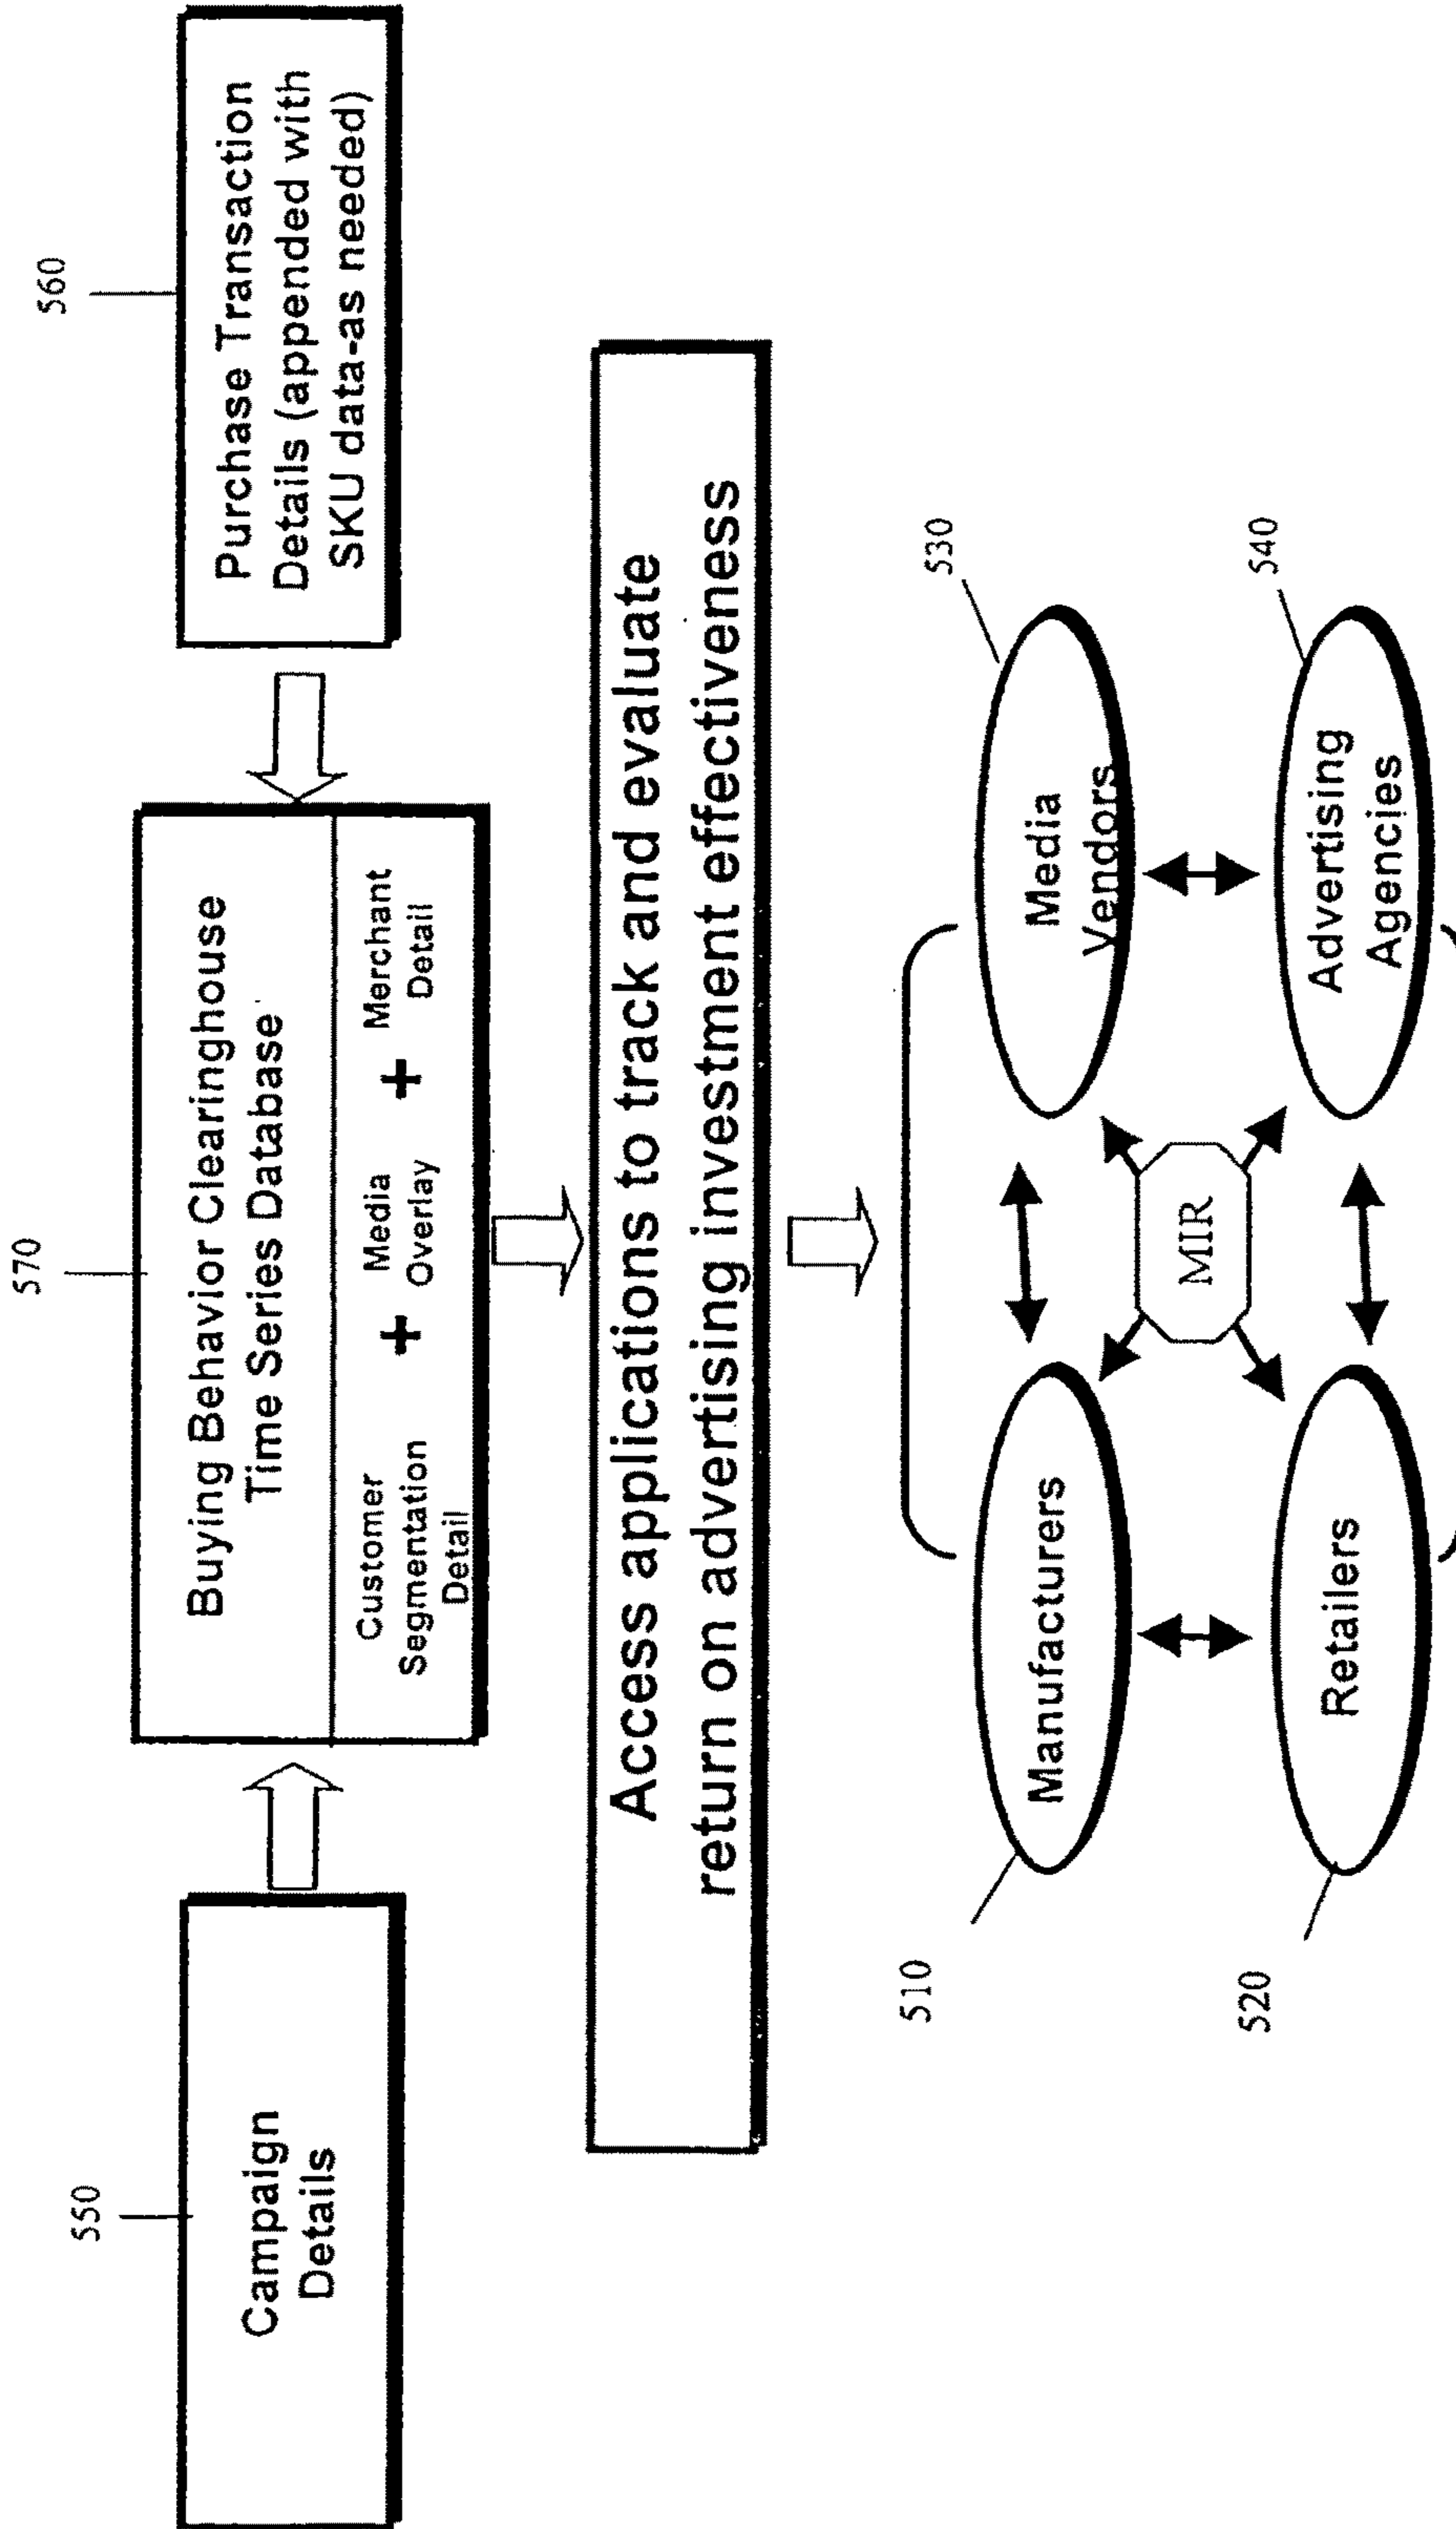 550
570
560
Campaign
Details
Buying Behavior Clearinghouse
Time Series Database
Customer
Segmentation
Detail
+
Media
Overlay
+
Merchant
Detail
Purchase Transaction
Details (appended with
SKU data-as needed)
Access applications to track and evaluate
return on advertising investment effectiveness
510
Manufacturers
Media
Vendors
530
MIR
520
Retailers
Advertising
Agencies
540